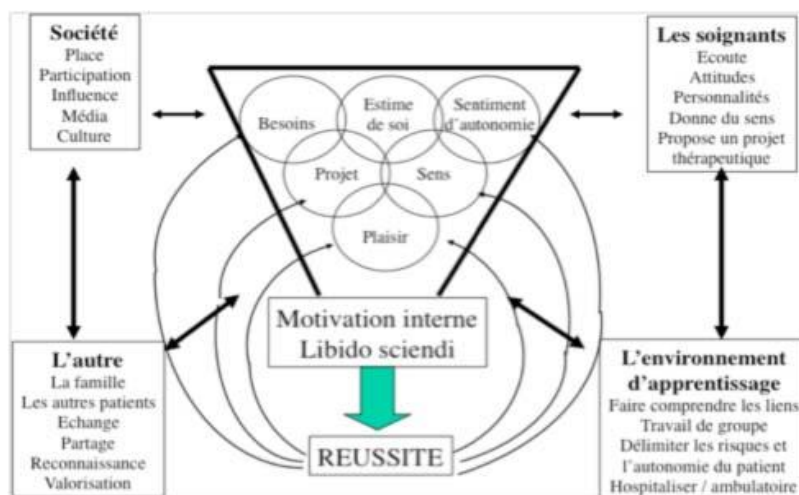 Société
Place
Participation
Influence
Média
Culture
Besoins
Estime
de soi
Sentiment
d'autonomie
Projet
Sens
Plaisir
Les soignants
Ecoute
Attitudes
Personnalités
Donne du sens
Propose un projet
thérapeutique
Motivation interne
Libido sciendi
REUSSITE
L'autre
La famille
Les autres patients
Echange
Partage
Reconnaissance
Valorisation
L'environnement
d'apprentissage
Faire comprendre les liens
Travail de groupe
Délimiter les risques et
l'autonomie du patient
Hospitaliser / ambulatoire